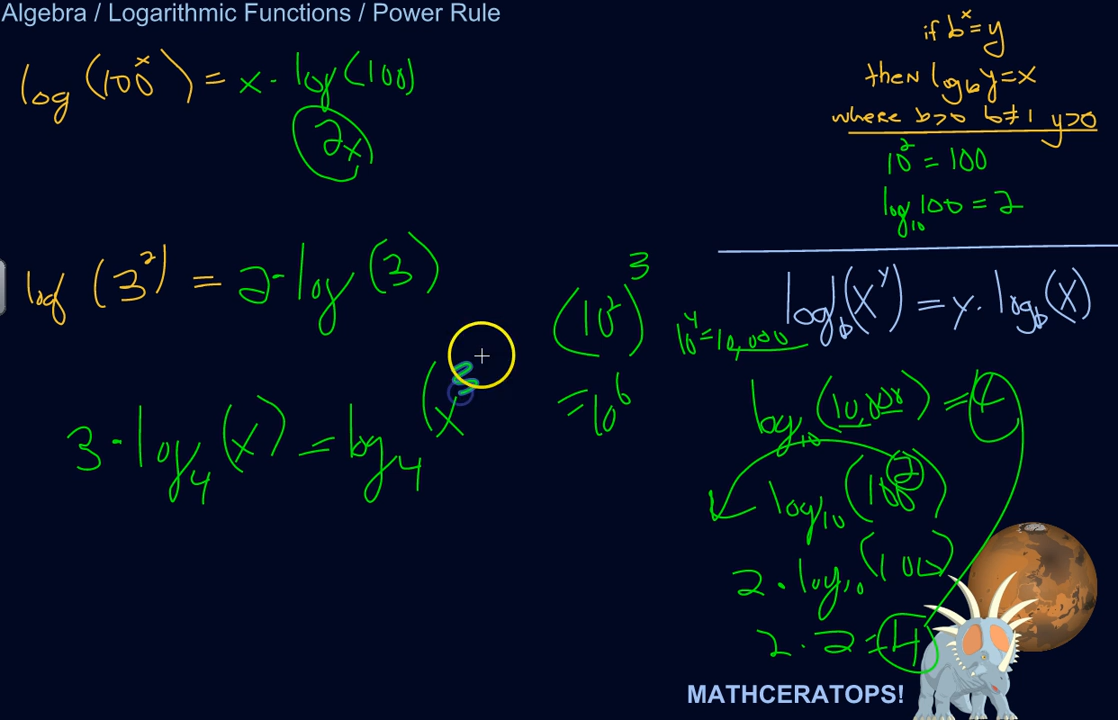 Algebra / Logarithmic Functions / Power Rule
log (100^x) = x · log(100)
2x
log (3^2) = 2 · log (3)
3 · log_4 (x) = log_4 (x
(10^2)^3
= 10^6
if b^x = y
then log_b y = x
where b>0 b≠1 y>0
10^2 = 100
log_10 100 = 2
log_b (x^y) = y · log_b (x)
10^4 = 10,000
log_10 (10,000) = 4
log_10 (100^2)
2 · log_10 (100)
2 · 2 = 4
MATHCERATOPS!